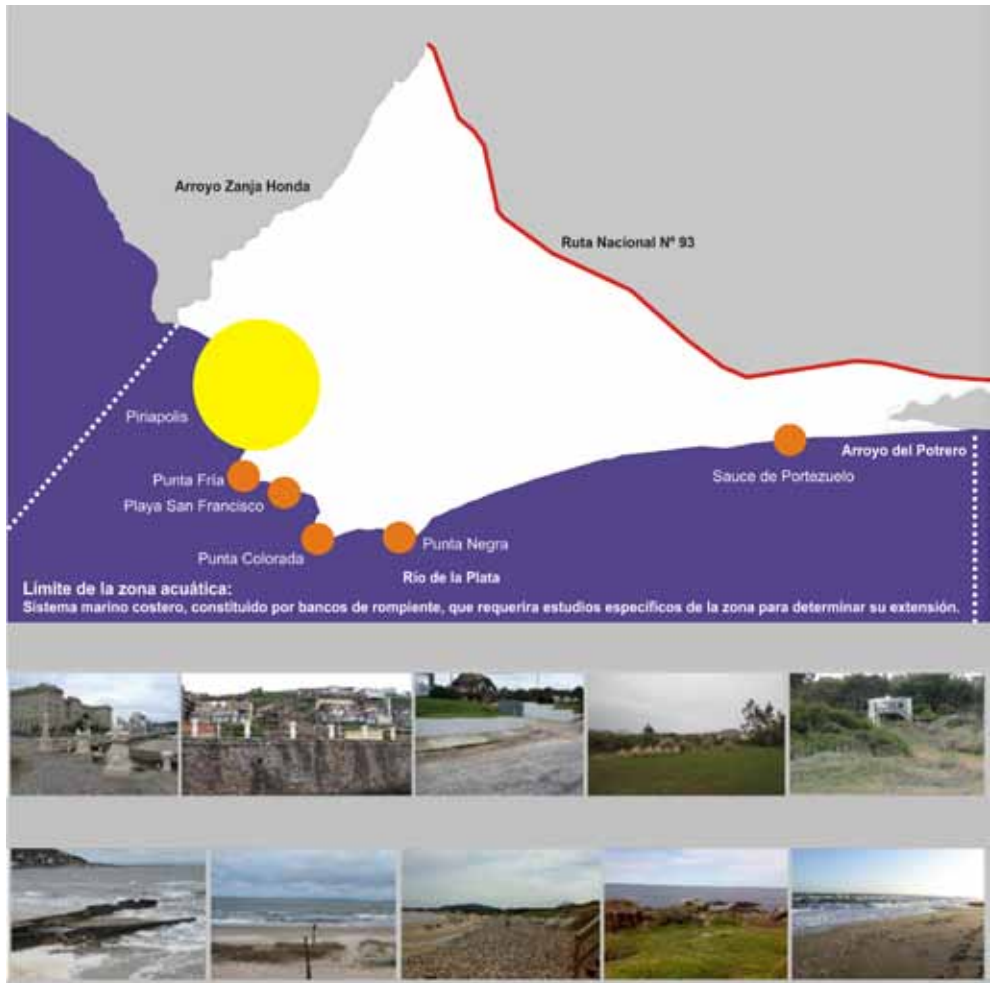 Arroyo Zanja Honda
Ruta Nacional Nº 93
Piriapolis
Arroyo del Potrero
Punta Fría
Sauce de Portezuelo
Playa San Francisco
Punta Colorada
Punta Negra
Río de la Plata
Límite de la zona acuática:
Sistema marino costero, constituido por bancos de rompiente, que requerira estudios específicos de la zona para determinar su extensión.